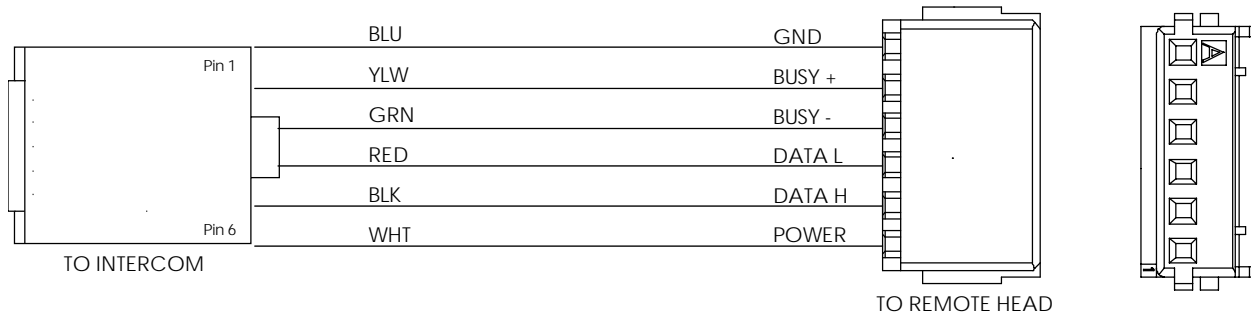 BLU GND
Pin 1
YLW BUSY +
GRN BUSY -
RED DATA L
BLK DATA H
Pin 6
WHT POWER
TO INTERCOM
TO REMOTE HEAD
A
1